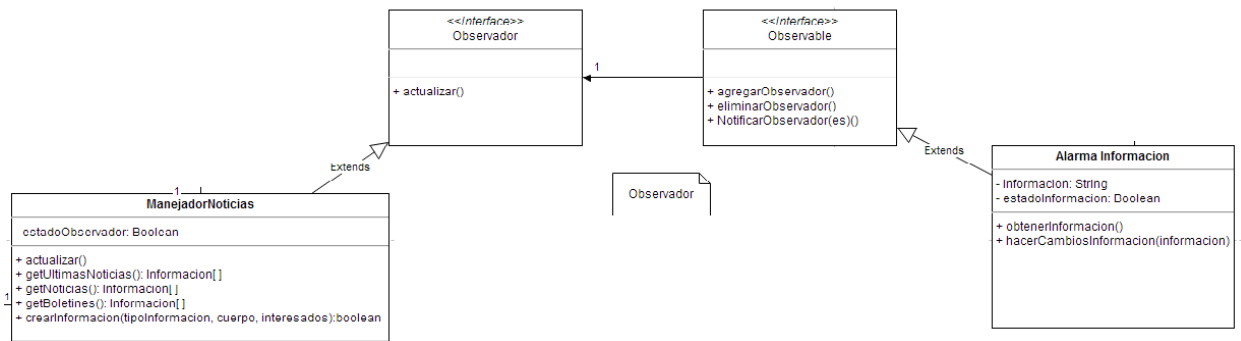 <<Interface>>
Observador
+ actualizar()
1
<<Interface>>
Observable
+ agregarObservador()
+ eliminarObservador()
+ NotificarObservador(es)()
Extends
Extends
Observador
1
ManejadorNoticias
estadoObservador: Boolean
+ actualizar()
+ getUltimasNoticias(): Informacion[ ]
+ getNoticias(): Informacion[ ]
+ getBoletines(): Informacion[ ]
+ crearInformacion(tipoInformacion, cuerpo, interesados):boolean
1
Alarma Informacion
- informacion: String
- estadoInformacion: Doolean
+ obtenerInformacion()
+ hacerCambiosInformacion(informacion)